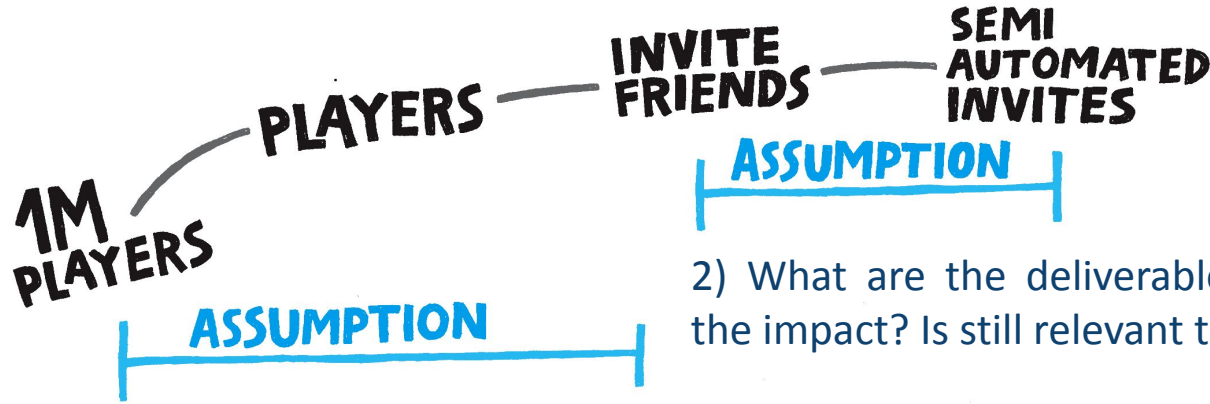 1M
PLAYERS
PLAYERS
INVITE
FRIENDS
SEMI
AUTOMATED
INVITES
ASSUMPTION
ASSUMPTION
2) What are the deliverabl
the impact? Is still relevant t